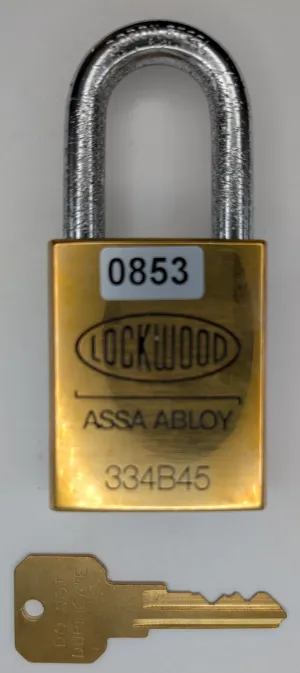 0853
LOCKWOOD
ASSA ABLOY
334B45
DO NOT
DUPLICATE